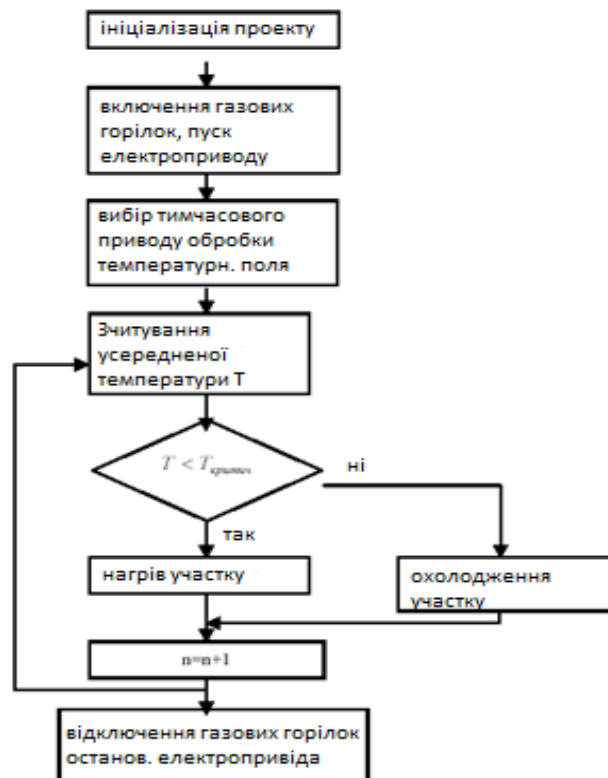 ініціалізація проекту
включення газових
горілок, пуск
електроприводу
вибір тимчасового
приводу обробки
температурн. поля
Зчитування
усередненої
температури Т
T < Tкритич
ні
так
нагрів участку
охолодження
участку
n=n+1
відключення газових горілок
останов. електропривіда